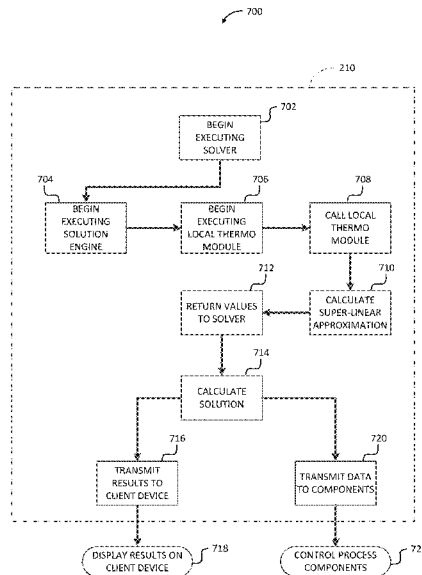 700
210
702
BEGIN
EXECUTING
SOLVER
704
BEGIN
EXECUTING
SOLUTION
ENGINE
706
BEGIN
EXECUTING
LOCAL THERMO
MODULE
708
CALL LOCAL
THERMO
MODULE
710
CALCULATE
SUPER-LINEAR
APPROXIMATION
712
RETURN VALUES
TO SOLVER
714
CALCULATE
SOLUTION
716
TRANSMIT
RESULTS TO
CLIENT DEVICE
720
TRANSMIT DATA
TO COMPONENTS
DISPLAY RESULTS ON
CLIENT DEVICE
718
CONTROL PROCESS
COMPONENTS
72